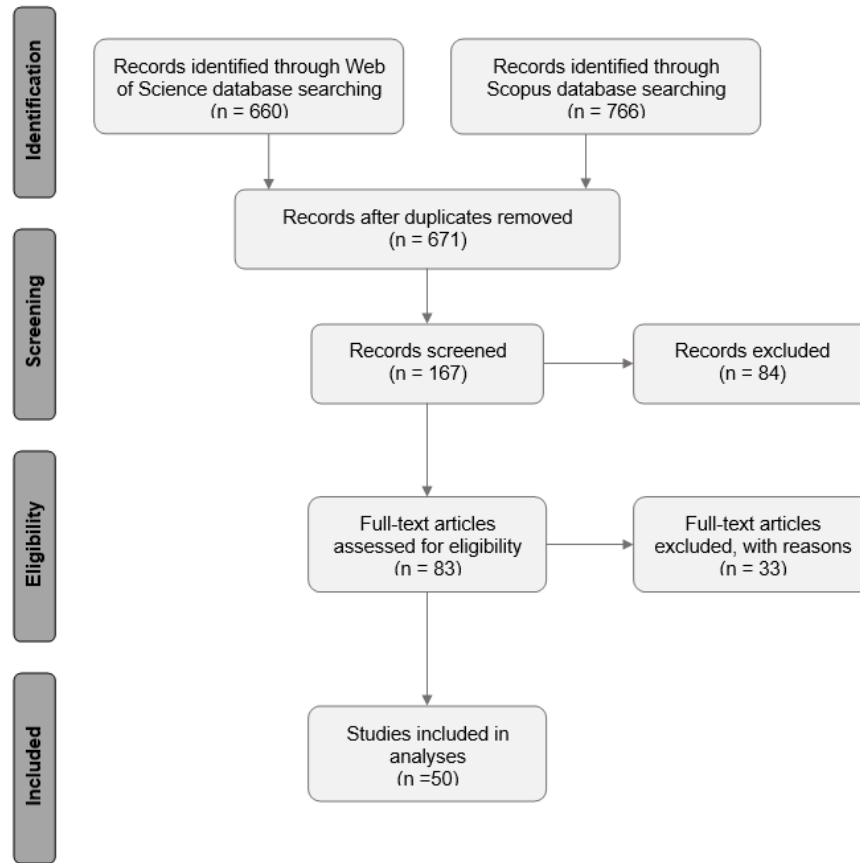 Identification
Records identified through Web
of Science database searching
(n = 660)
Records identified through
Scopus database searching
(n = 766)
Records after duplicates removed
(n = 671)
Screening
Records screened
(n = 167)
Records excluded
(n = 84)
Eligibility
Full-text articles
assessed for eligibility
(n = 83)
Full-text articles
excluded, with reasons
(n = 33)
Included
Studies included in
analyses
(n =50)